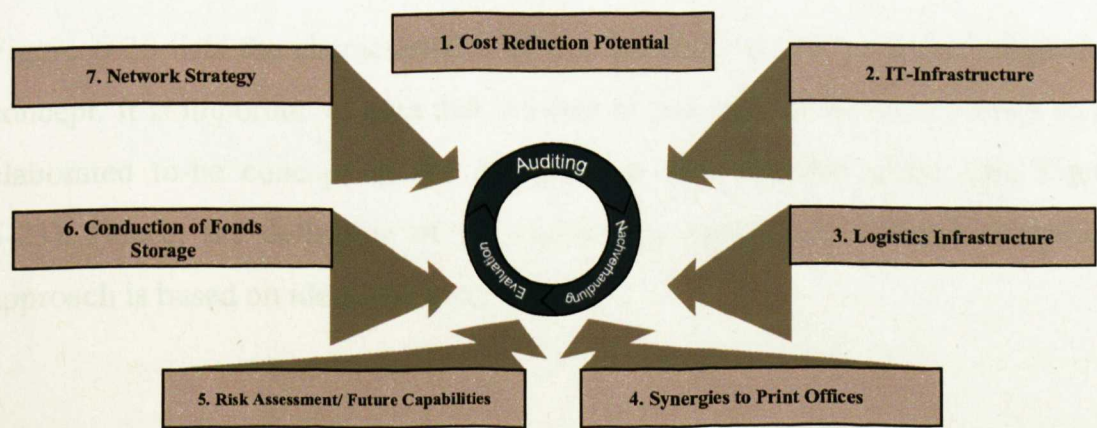 1. Cost Reduction Potential
7. Network Strategy
2. IT-Infrastructure
Auditing
Nachverhandlung
Evaluation
6. Conduction of Fonds
Storage
3. Logistics Infrastructure
5. Risk Assessment/ Future Capabilities
4. Synergies to Print Offices